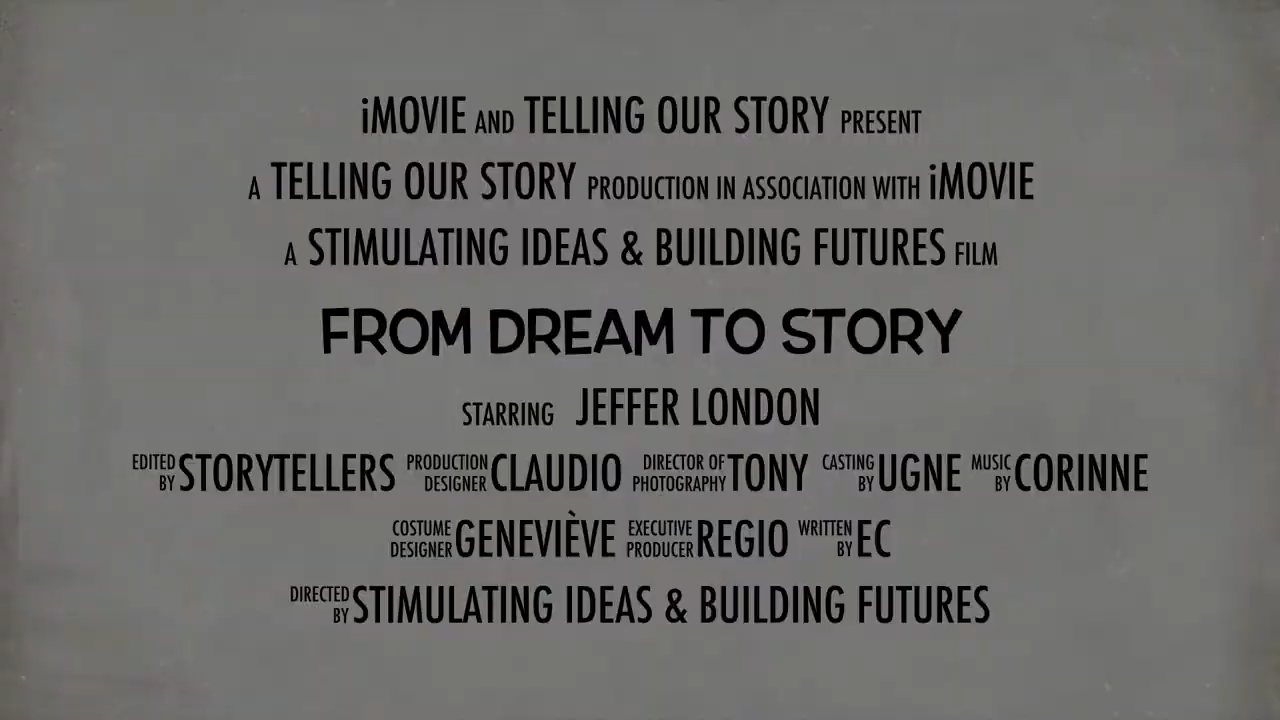 iMOVIE AND TELLING OUR STORY PRESENT
A TELLING OUR STORY PRODUCTION IN ASSOCIATION WITH iMOVIE
A STIMULATING IDEAS & BUILDING FUTURES FILM
FROM DREAM TO STORY
STARRING JEFFER LONDON
EDITED BY STORYTELLERS PRODUCTION DESIGNER CLAUDIO DIRECTOR OF PHOTOGRAPHY TONY CASTING BY UGNE MUSIC BY CORINNE
COSTUME DESIGNER GENEVIÈVE EXECUTIVE PRODUCER REGIO WRITTEN BY EC
DIRECTED BY STIMULATING IDEAS & BUILDING FUTURES